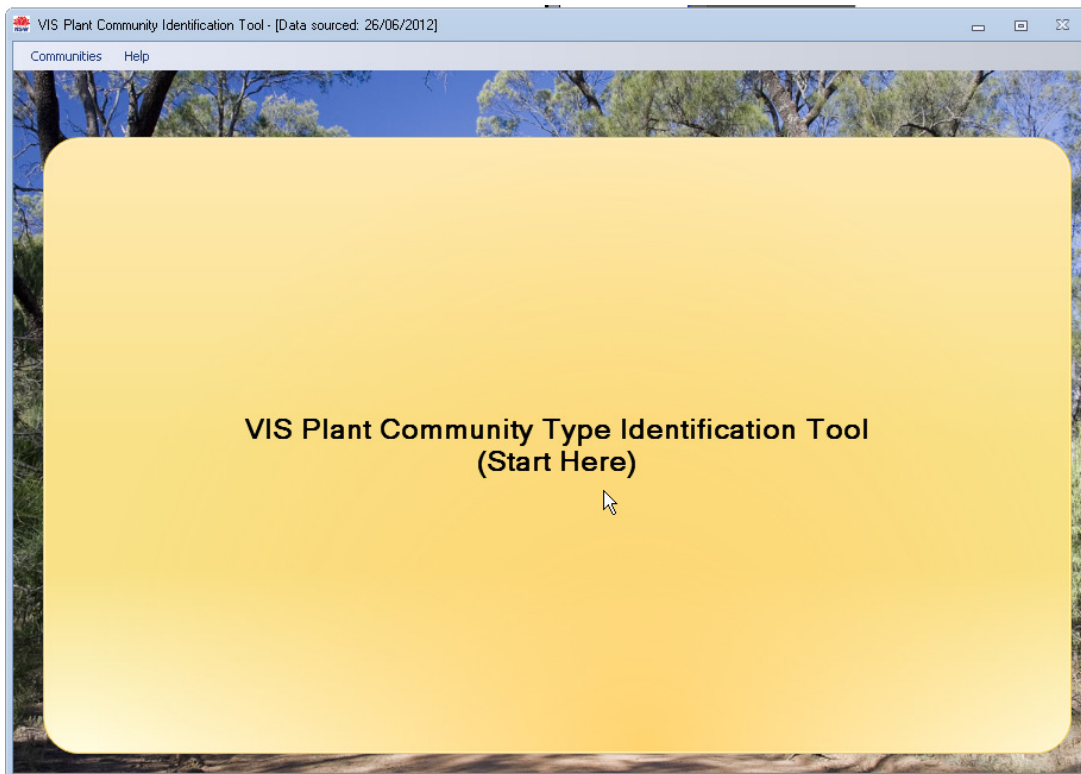 VIS Plant Community Identification Tool - [Data sourced: 26/06/2012]
Communities Help
VIS Plant Community Type Identification Tool
(Start Here)